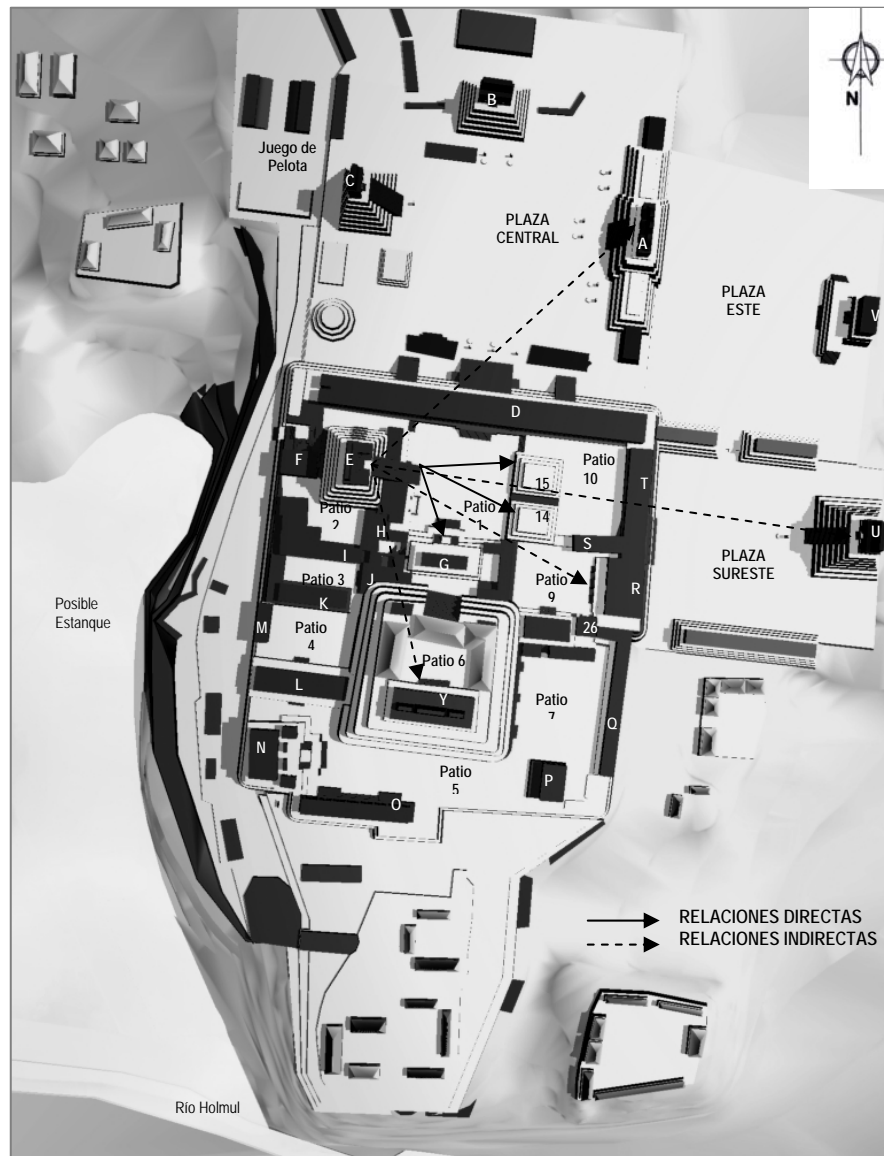 N
B
Juego de
Pelota
C
PLAZA
CENTRAL
A
PLAZA
ESTE
V
D
F
E
Patio
10
T
15
Patio
2
Patio
1
14
U
H
S
I
G
PLAZA
SURESTE
Patio 3
J
Patio
9
R
Posible
Estanque
K
M
Patio
4
26
Patio 6
L
Y
Patio
7
Q
N
Patio
5
P
O
RELACIONES DIRECTAS
RELACIONES INDIRECTAS
Río Holmul